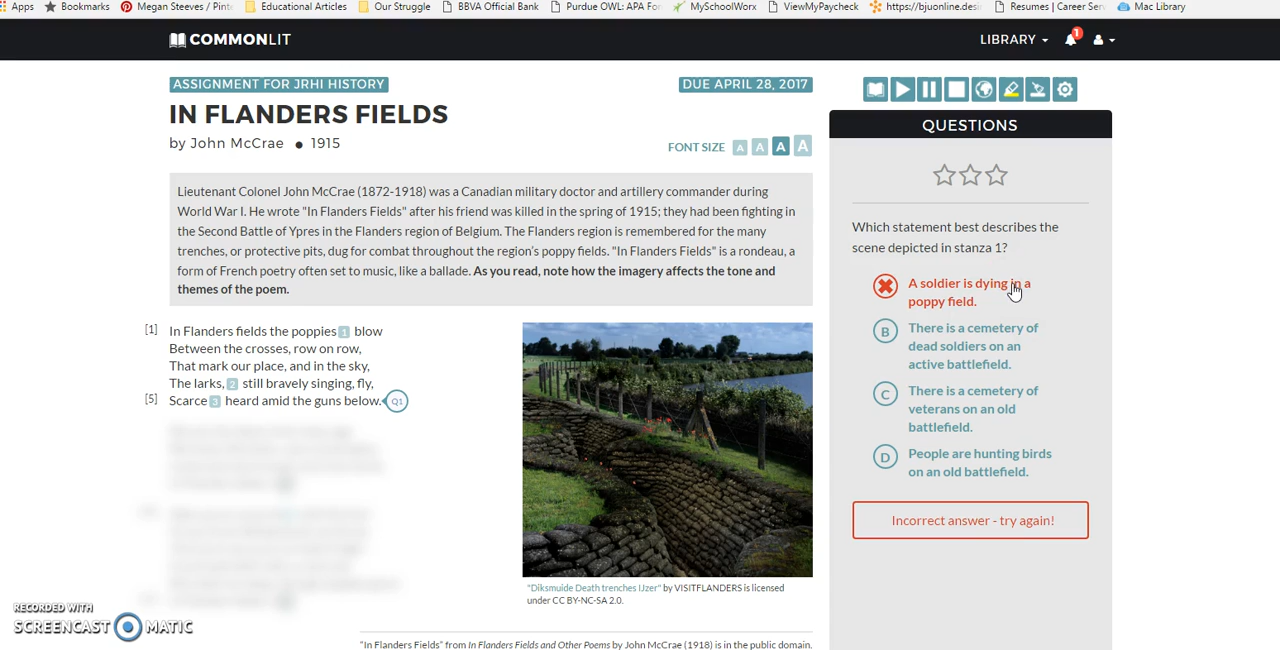 Apps Bookmarks Megan Steeves / Pint Educational Articles Our Struggle BBVA Official Bank Purdue OWL: APA For MySchoolWorx ViewMyPaycheck https://bjuonline.desi Resumes | Career Serv Mac Library
COMMONLIT
LIBRARY
1
ASSIGNMENT FOR JRHI HISTORY
DUE APRIL 28, 2017
IN FLANDERS FIELDS
by John McCrae ● 1915
FONT SIZE A A A A
Lieutenant Colonel John McCrae (1872-1918) was a Canadian military doctor and artillery commander during
World War I. He wrote "In Flanders Fields" after his friend was killed in the spring of 1915; they had been fighting in
the Second Battle of Ypres in the Flanders region of Belgium. The Flanders region is remembered for the many
trenches, or protective pits, dug for combat throughout the region's poppy fields. "In Flanders Fields" is a rondeau, a
form of French poetry often set to music, like a ballade. As you read, note how the imagery affects the tone and
themes of the poem.
[1] In Flanders fields the poppies 1 blow
Between the crosses, row on row,
That mark our place, and in the sky,
The larks, 2 still bravely singing, fly,
[5] Scarce 3 heard amid the guns below. Q1
"Diksmuide Death trenches IJzer" by VISITFLANDERS is licensed
under CC BY-NC-SA 2.0.
"In Flanders Fields" from In Flanders Fields and Other Poems by John McCrae (1918) is in the public domain.
QUESTIONS
Which statement best describes the
scene depicted in stanza 1?
A soldier is dying in a
poppy field.
B There is a cemetery of
dead soldiers on an
active battlefield.
C There is a cemetery of
veterans on an old
battlefield.
D People are hunting birds
on an old battlefield.
Incorrect answer - try again!
RECORDED WITH
SCREENCAST MATIC